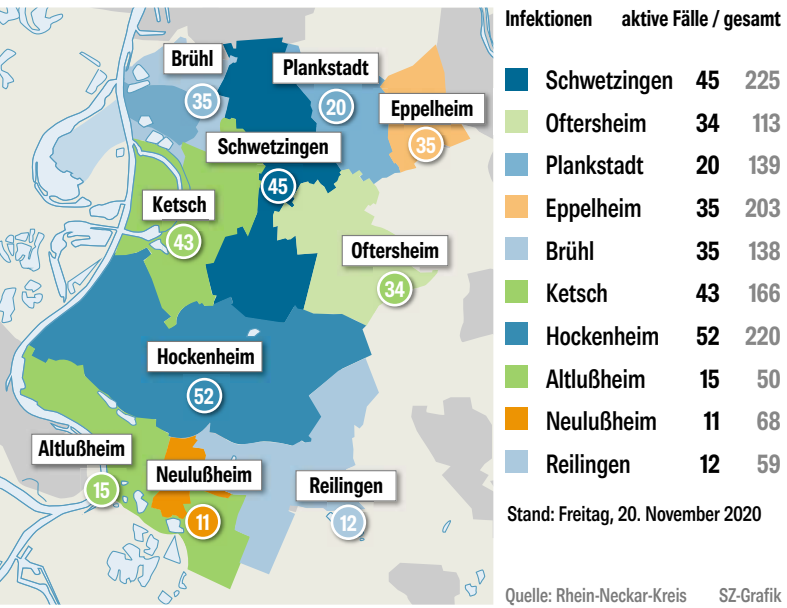 Brühl
35
Plankstadt
20
Eppelheim
35
Schwetzingen
45
Ketsch
43
Oftersheim
34
Hockenheim
52
Altlußheim
15
Neulußheim
11
Reilingen
12
Infektionen aktive Fälle / gesamt
Schwetzingen 45 225
Oftersheim 34 113
Plankstadt 20 139
Eppelheim 35 203
Brühl 35 138
Ketsch 43 166
Hockenheim 52 220
Altlußheim 15 50
Neulußheim 11 68
Reilingen 12 59
Stand: Freitag, 20. November 2020
Quelle: Rhein-Neckar-Kreis SZ-Grafik